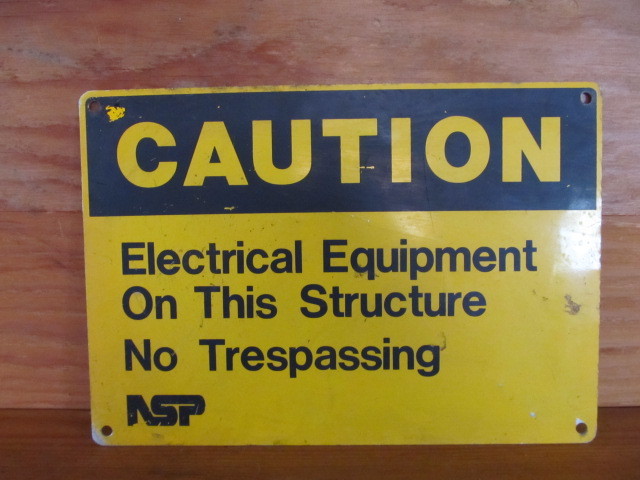 CAUTION
Electrical Equipment
On This Structure
No Trespassing
NSP